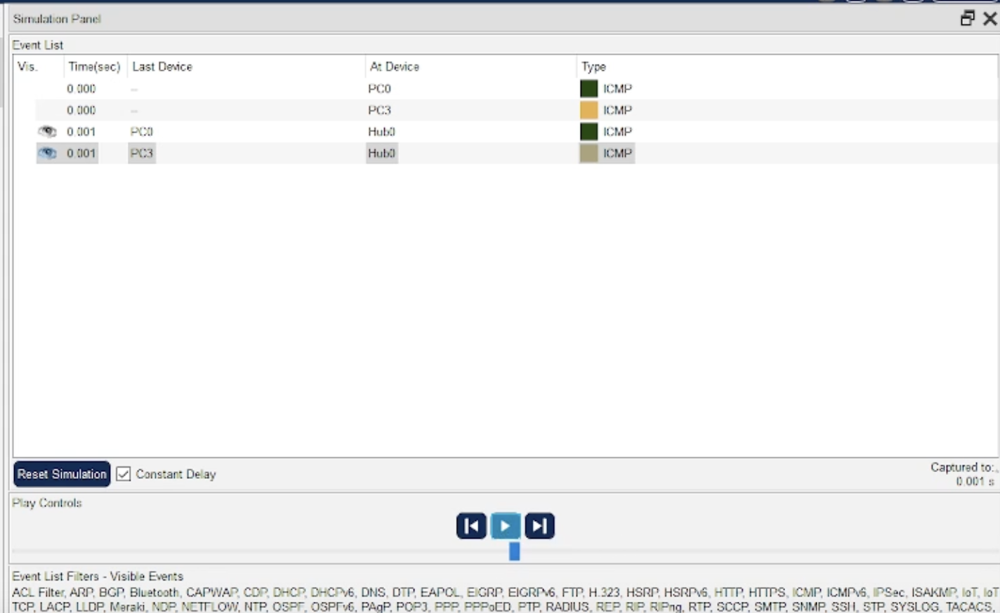 Simulation Panel
Event List
Vis. Time(sec) Last Device At Device Type
0.000 -- PC0 ICMP
0.000 -- PC3 ICMP
0.001 PC0 Hub0 ICMP
0.001 PC3 Hub0 ICMP
Reset Simulation Constant Delay Captured to:
0.001 s
Play Controls
Event List Filters - Visible Events
ACL Filter, ARP, BGP, Bluetooth, CAPWAP, CDP, DHCP, DHCPv6, DNS, DTP, EAPOL, EIGRP, EIGRPv6, FTP, H.323, HSRP, HSRPv6, HTTP, HTTPS, ICMP, ICMPv6, IPSec, ISAKMP, IoT, IoT
TCP, LACP, LLDP, Meraki, NDP, NETFLOW, NTP, OSPF, OSPFv6, PAgP, POP3, PPP, PPPoED, PTP, RADIUS, REP, RIP, RIPng, RTP, SCCP, SMTP, SNMP, SSH, STP, SYSLOG, TACACS,